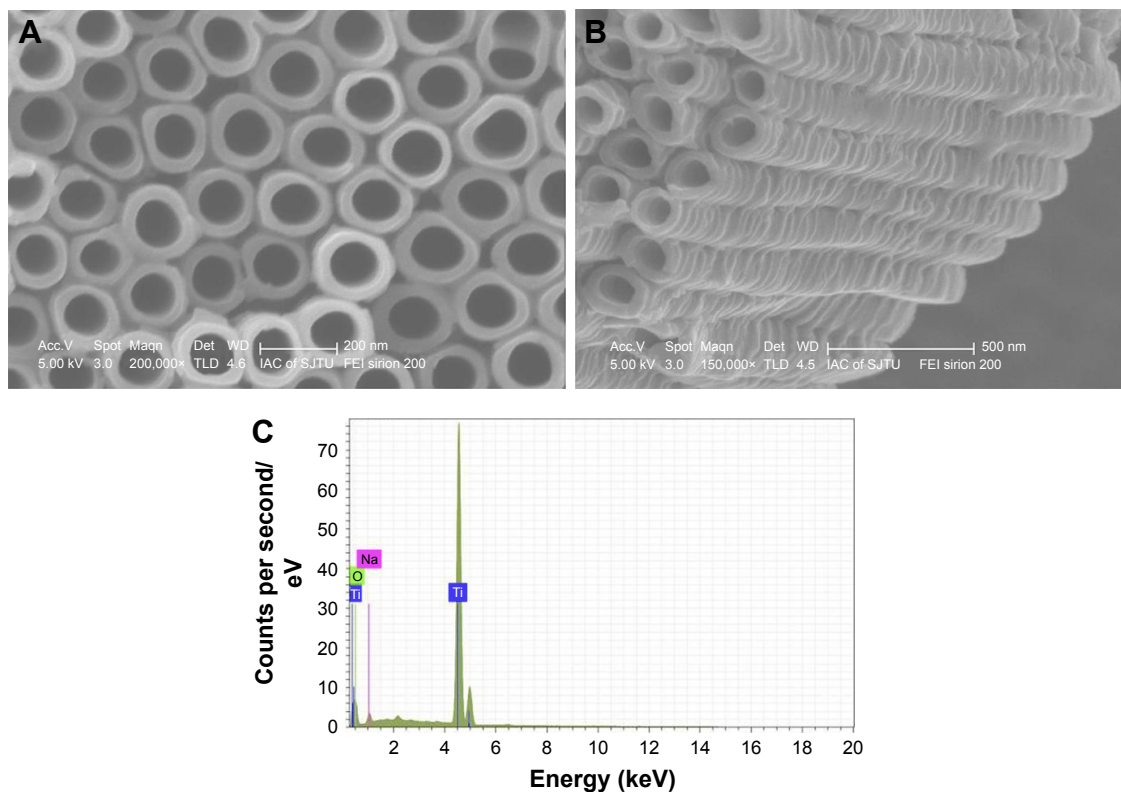 A
Acc.V Spot Maqn Det WD 200 nm
5.00 kV 3.0 200,000× TLD 4.6 IAC of SJTU FEI sirion 200
B
Acc.V Spot Maqn Det WD 500 nm
5.00 kV 3.0 150,000× TLD 4.5 IAC of SJTU FEI sirion 200
C
Counts per second/
eV
70
60
50
40
30
20
10
0
Na
O
Ti
Ti
2 4 6 8 10 12 14 16 18 20
Energy (keV)